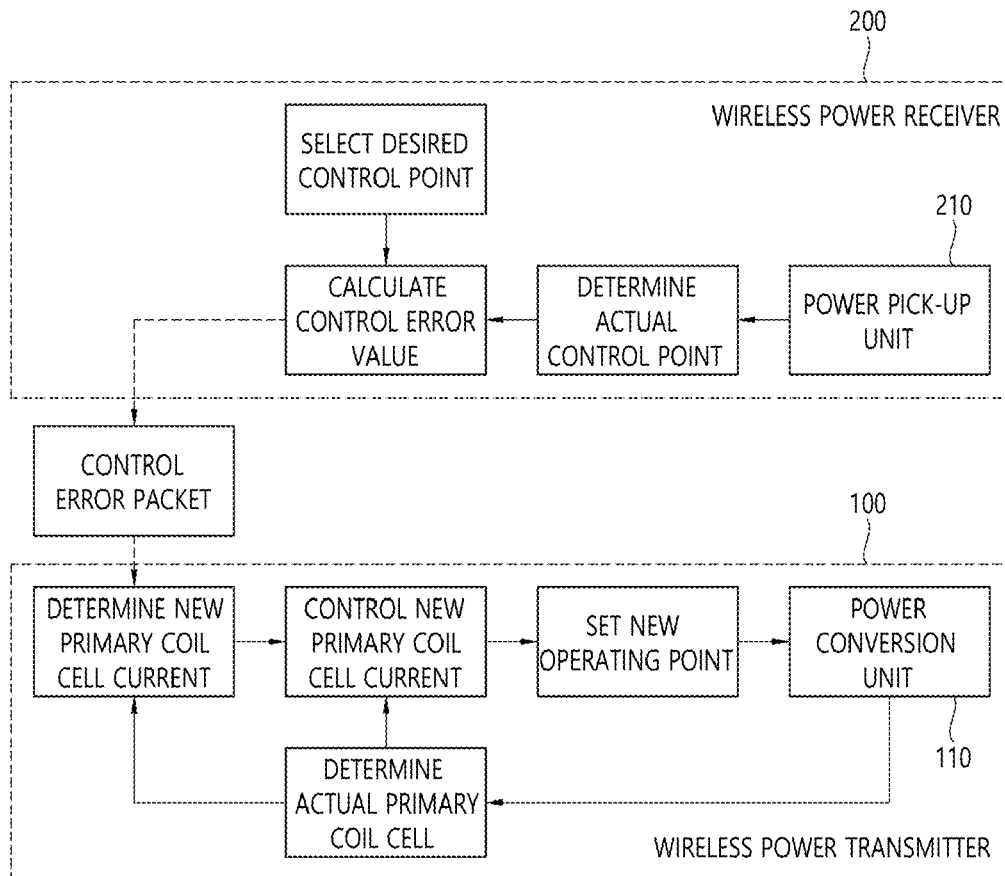 200
WIRELESS POWER RECEIVER
SELECT DESIRED
CONTROL POINT
210
CALCULATE
CONTROL ERROR
VALUE
DETERMINE
ACTUAL
CONTROL POINT
POWER PICK-UP
UNIT
CONTROL
ERROR PACKET
100
DETERMINE NEW
PRIMARY COIL
CELL CURRENT
CONTROL NEW
PRIMARY COIL
CELL CURRENT
SET NEW
OPERATING POINT
POWER
CONVERSION
UNIT
110
DETERMINE
ACTUAL PRIMARY
COIL CELL
WIRELESS POWER TRANSMITTER